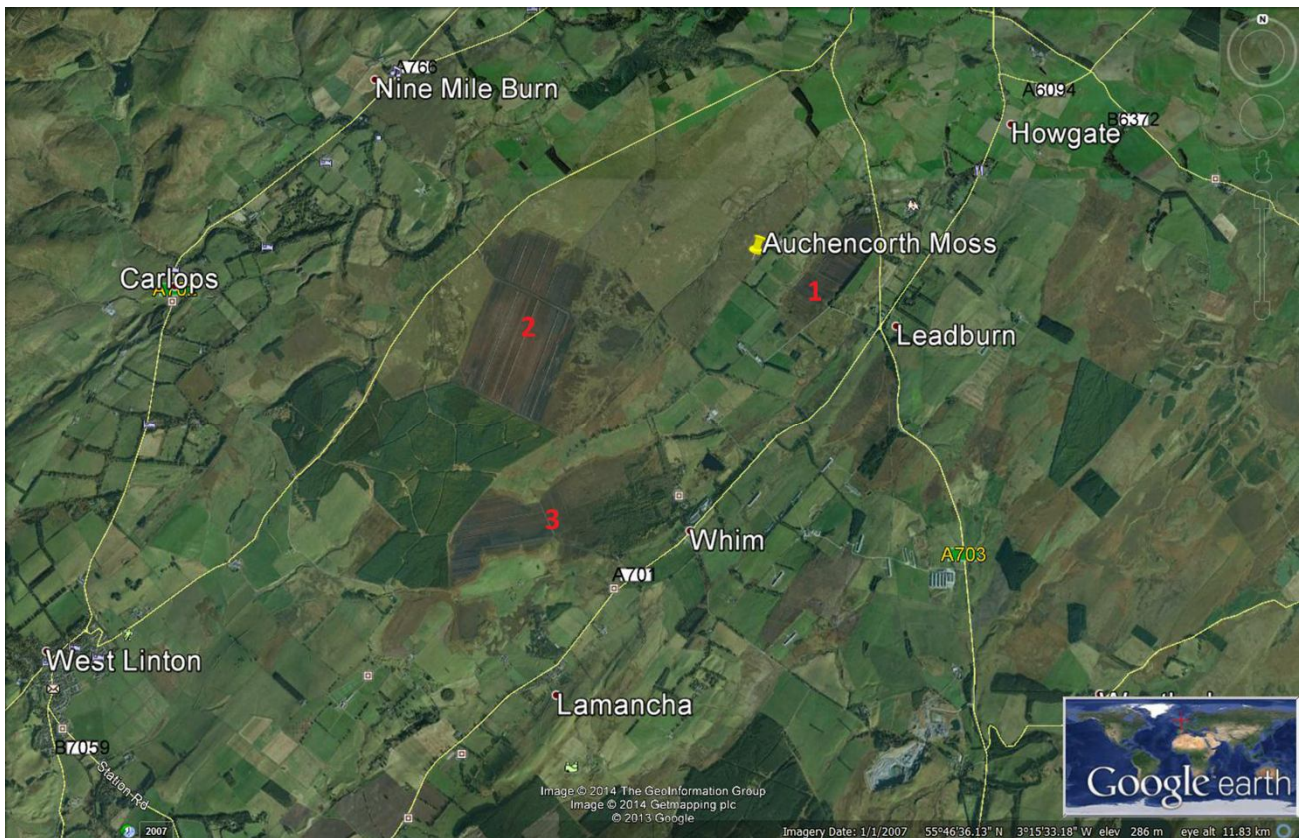 N
A766
Nine Mile Burn
A6094
B6372
Howgate
Auchencorth Moss
Carlops
1
2
Leadburn
3
Whim
A703
A701
West Linton
Lamancha
B7059
Station Rd
Google earth
Image © 2014 The GeoInformation Group
Image © 2014 Getmapping plc
© 2013 Google
2007
Imagery Date: 1/1/2007 55°46'36.13" N 3°15'33.18" W elev 286 m eye alt 11.83 km